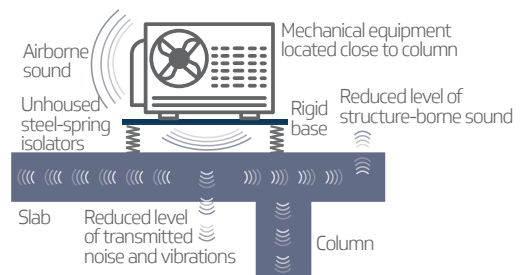 Airborne
sound
Mechanical equipment
located close to column
Unhoused
steel-spring
isolators
Rigid
base
Reduced level of
structure-borne sound
Slab
Reduced level
of transmitted
noise and vibrations
Column